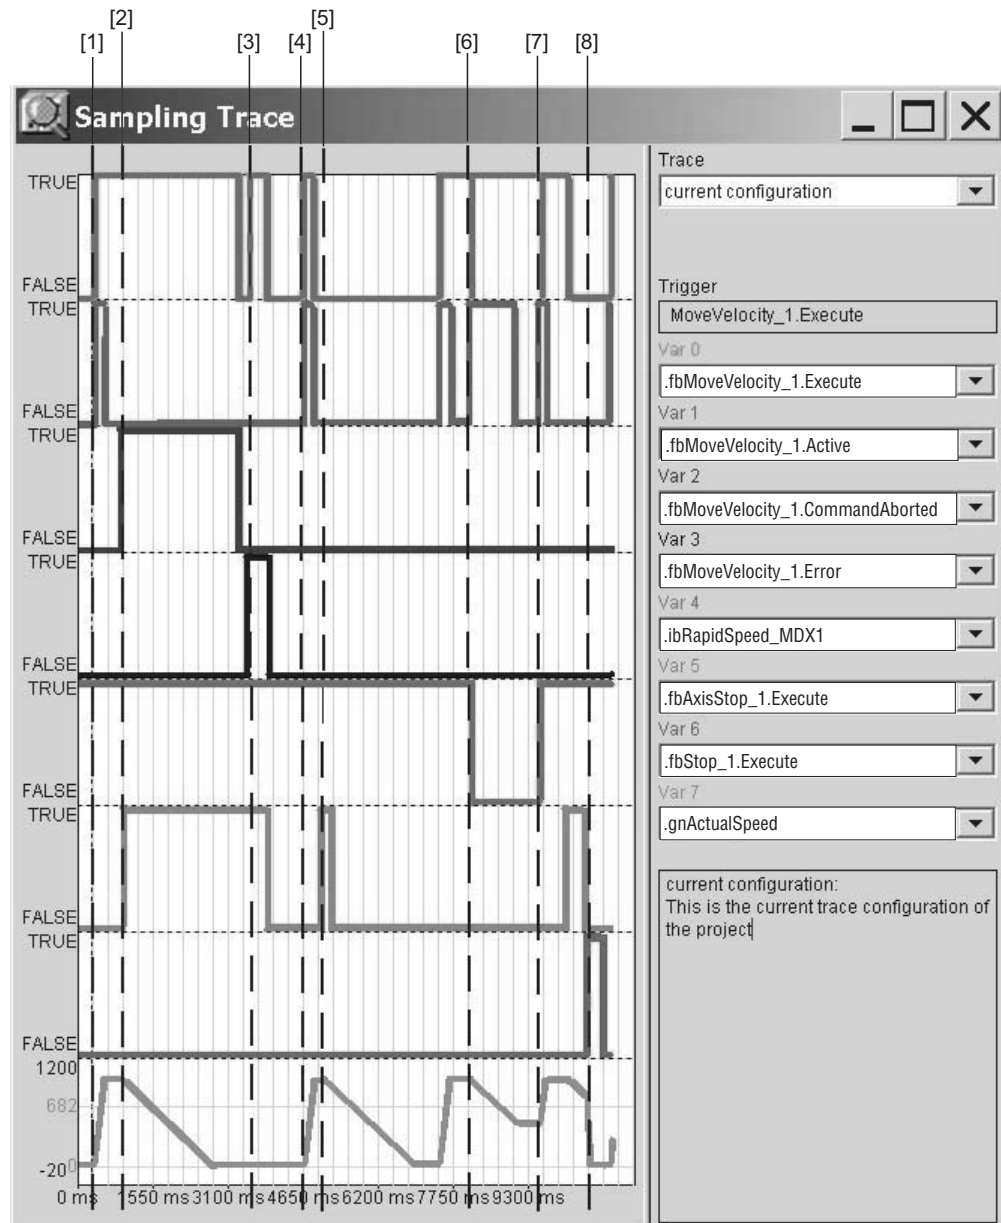 [2] [5]
[1] [3] [4] [6] [7] [8]
Sampling Trace
TRUE
FALSE
TRUE
FALSE
TRUE
FALSE
TRUE
FALSE
TRUE
FALSE
TRUE
FALSE
TRUE
FALSE
1200
682
-20
0
0 ms 1550 ms 3100 ms 4650 ms 6200 ms 7750 ms 9300 ms
Trace
current configuration
Trigger
MoveVelocity_1.Execute
Var 0
.fbMoveVelocity_1.Execute
Var 1
.fbMoveVelocity_1.Active
Var 2
.fbMoveVelocity_1.CommandAborted
Var 3
.fbMoveVelocity_1.Error
Var 4
.ibRapidSpeed_MDX1
Var 5
.fbAxisStop_1.Execute
Var 6
.fbStop_1.Execute
Var 7
.gnActualSpeed
current configuration:
This is the current trace configuration of
the project